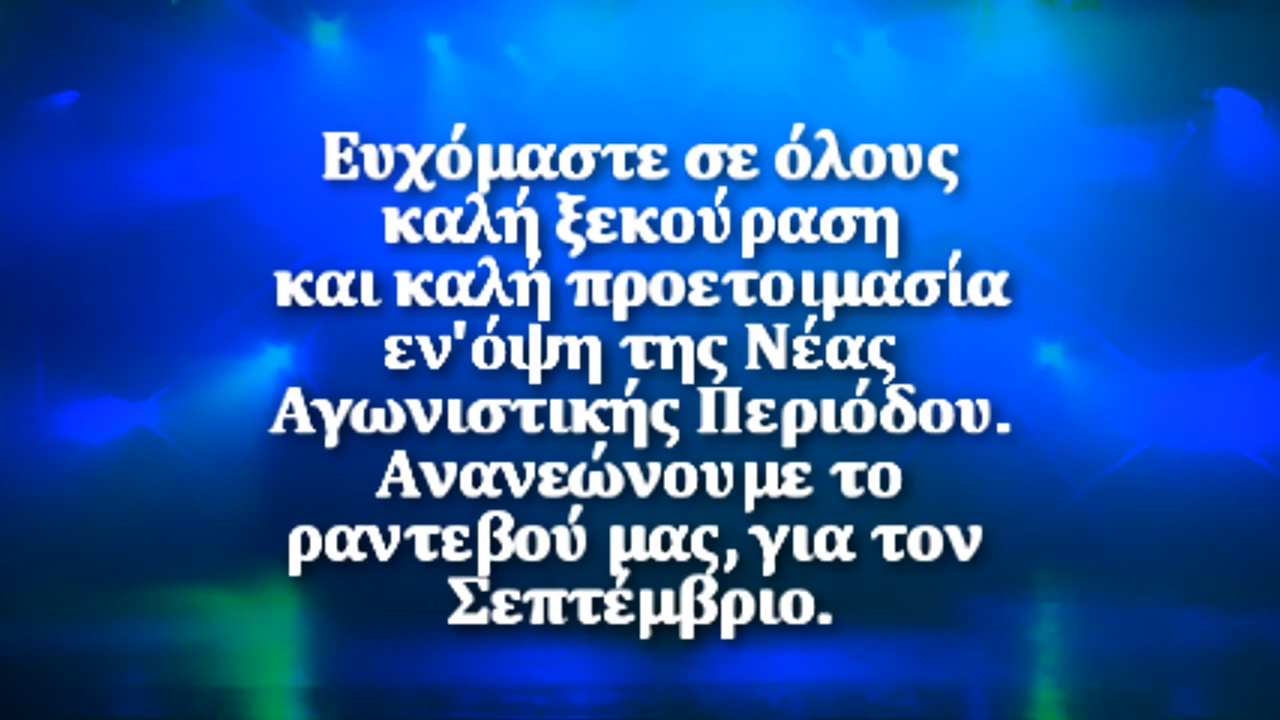 Ευχόμαστε σε όλους
καλή ξεκούραση
και καλή προετοιμασία
εν'όψη της Νέας
Αγωνιστικής Περιόδου.
Ανανεώνουμε το
ραντεβού μας, για τον
Σεπτέμβριο.